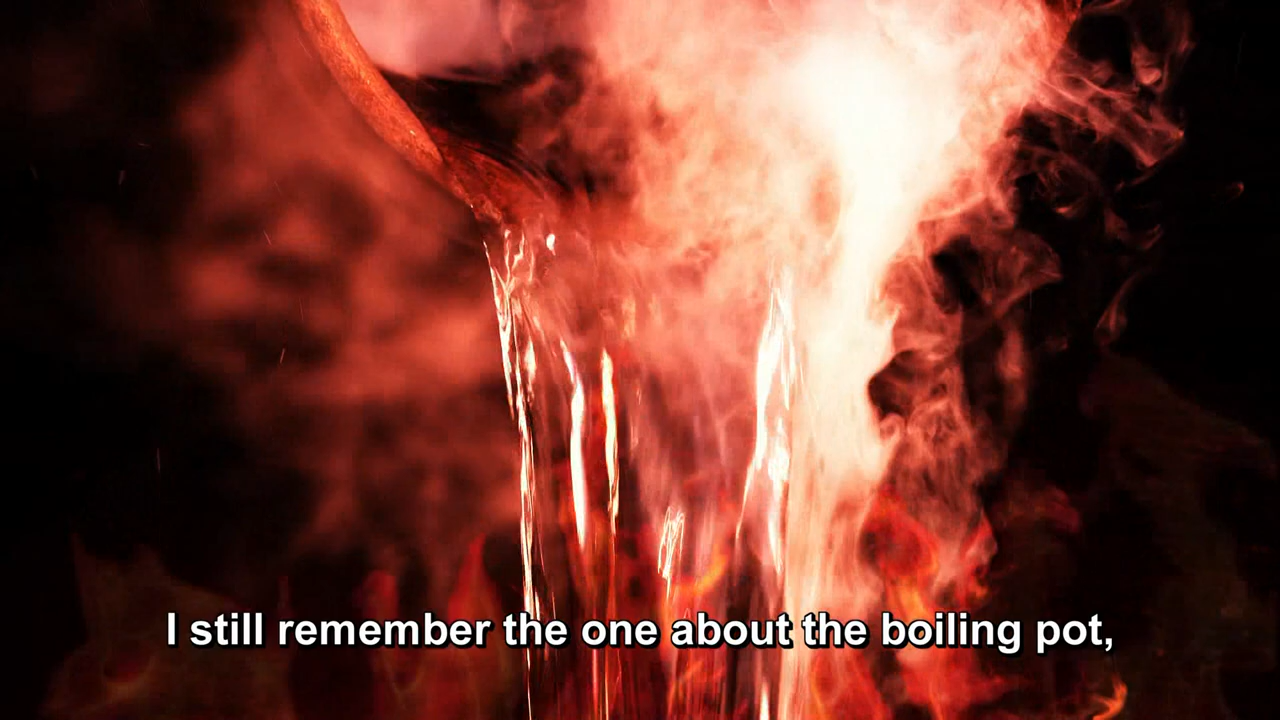 I still remember the one about the boiling pot,